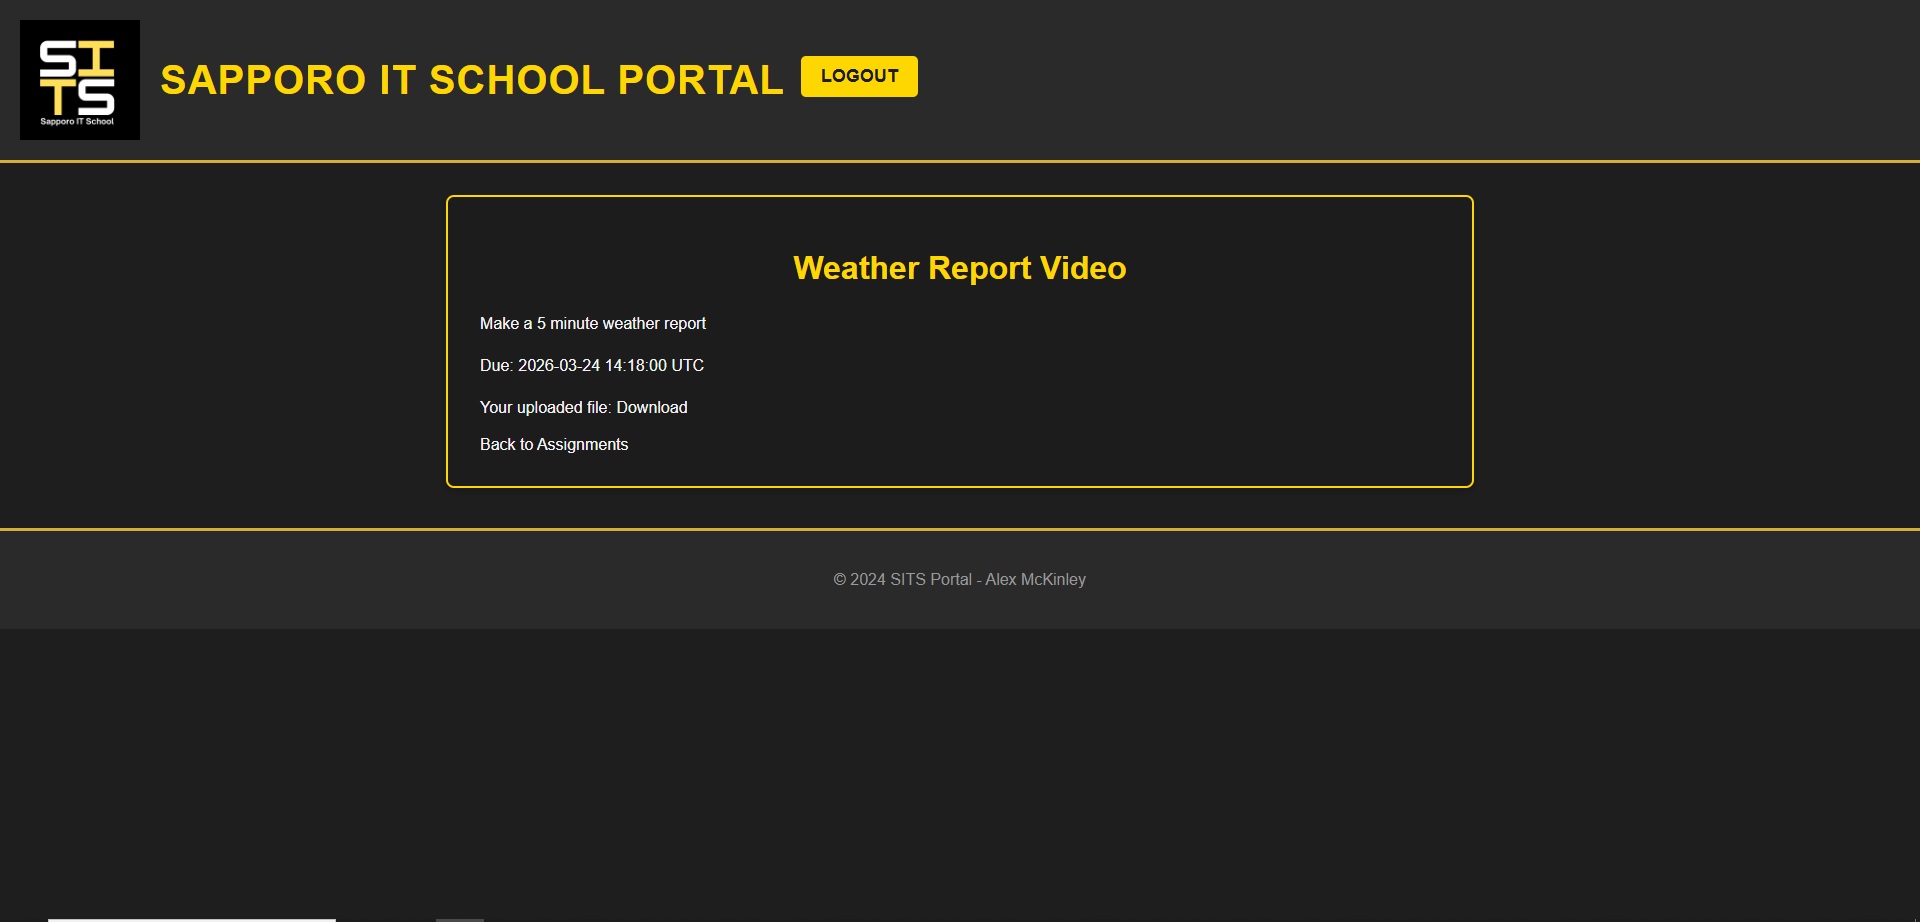 SI
TS
Sapporo IT School
SAPPORO IT SCHOOL PORTAL
LOGOUT
Weather Report Video
Make a 5 minute weather report
Due: 2026-03-24 14:18:00 UTC
Your uploaded file: Download
Back to Assignments
© 2024 SITS Portal - Alex McKinley